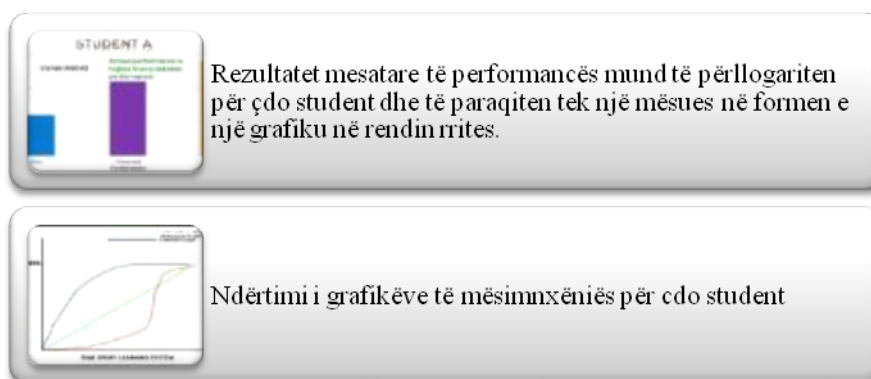 STUDENT A
Rezultatet mesatare të performancës mund të përllogariten
për çdo student dhe të paraqiten tek një mësues në formen e
një grafiku në rendin rrites.
Ndërtimi i grafikëve të mësimnxëniës për cdo student